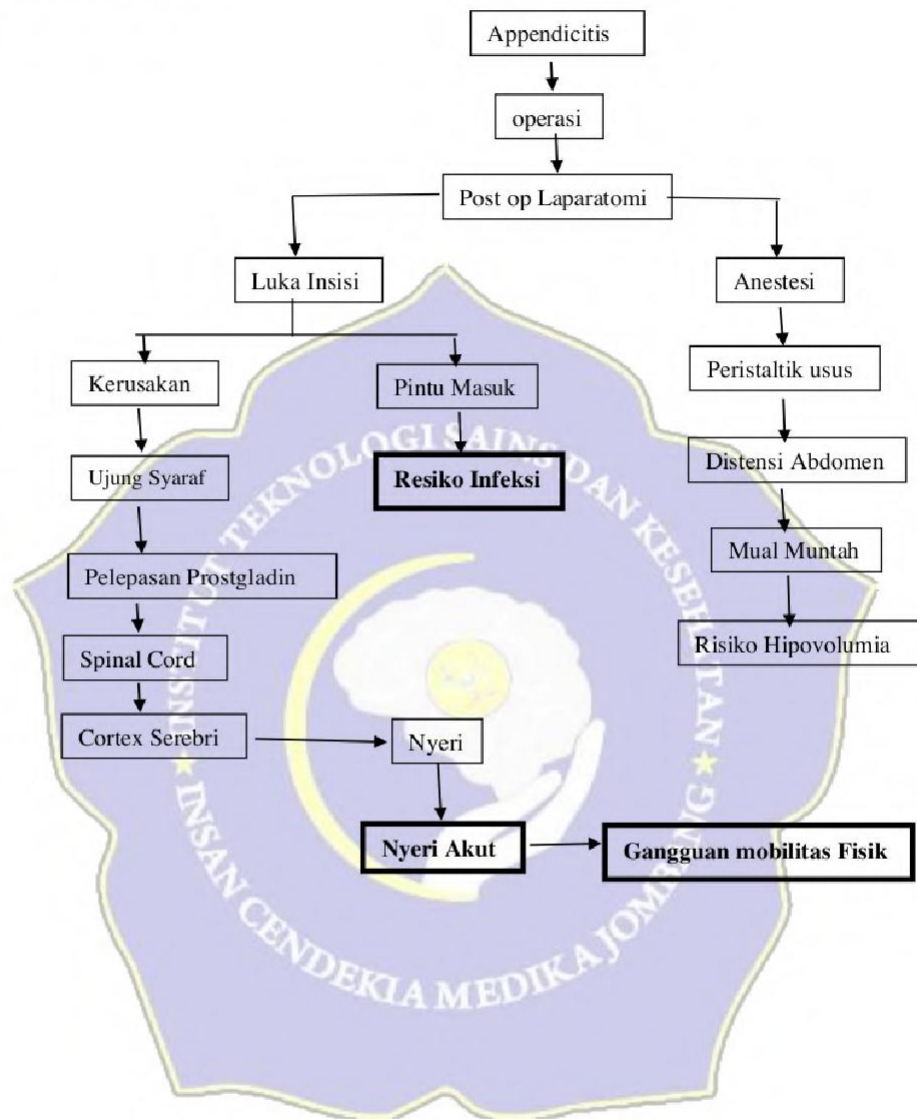 Appendicitis
operasi
Post op Laparatomi
Luka Insisi
Anestesi
Kerusakan
Pintu Masuk
Peristaltik usus
Ujung Syaraf
Resiko Infeksi
Distensi Abdomen
Pelepasan Prostgladin
Mual Muntah
Spinal Cord
Risiko Hipovolumia
Cortex Serebri
Nyeri
Nyeri Akut
Gangguan mobilitas Fisik
INSTITUT TEKNOLOGI SAINS DAN KESEHATAN
INSAN CENDEKIA MEDIKA JOMBANG